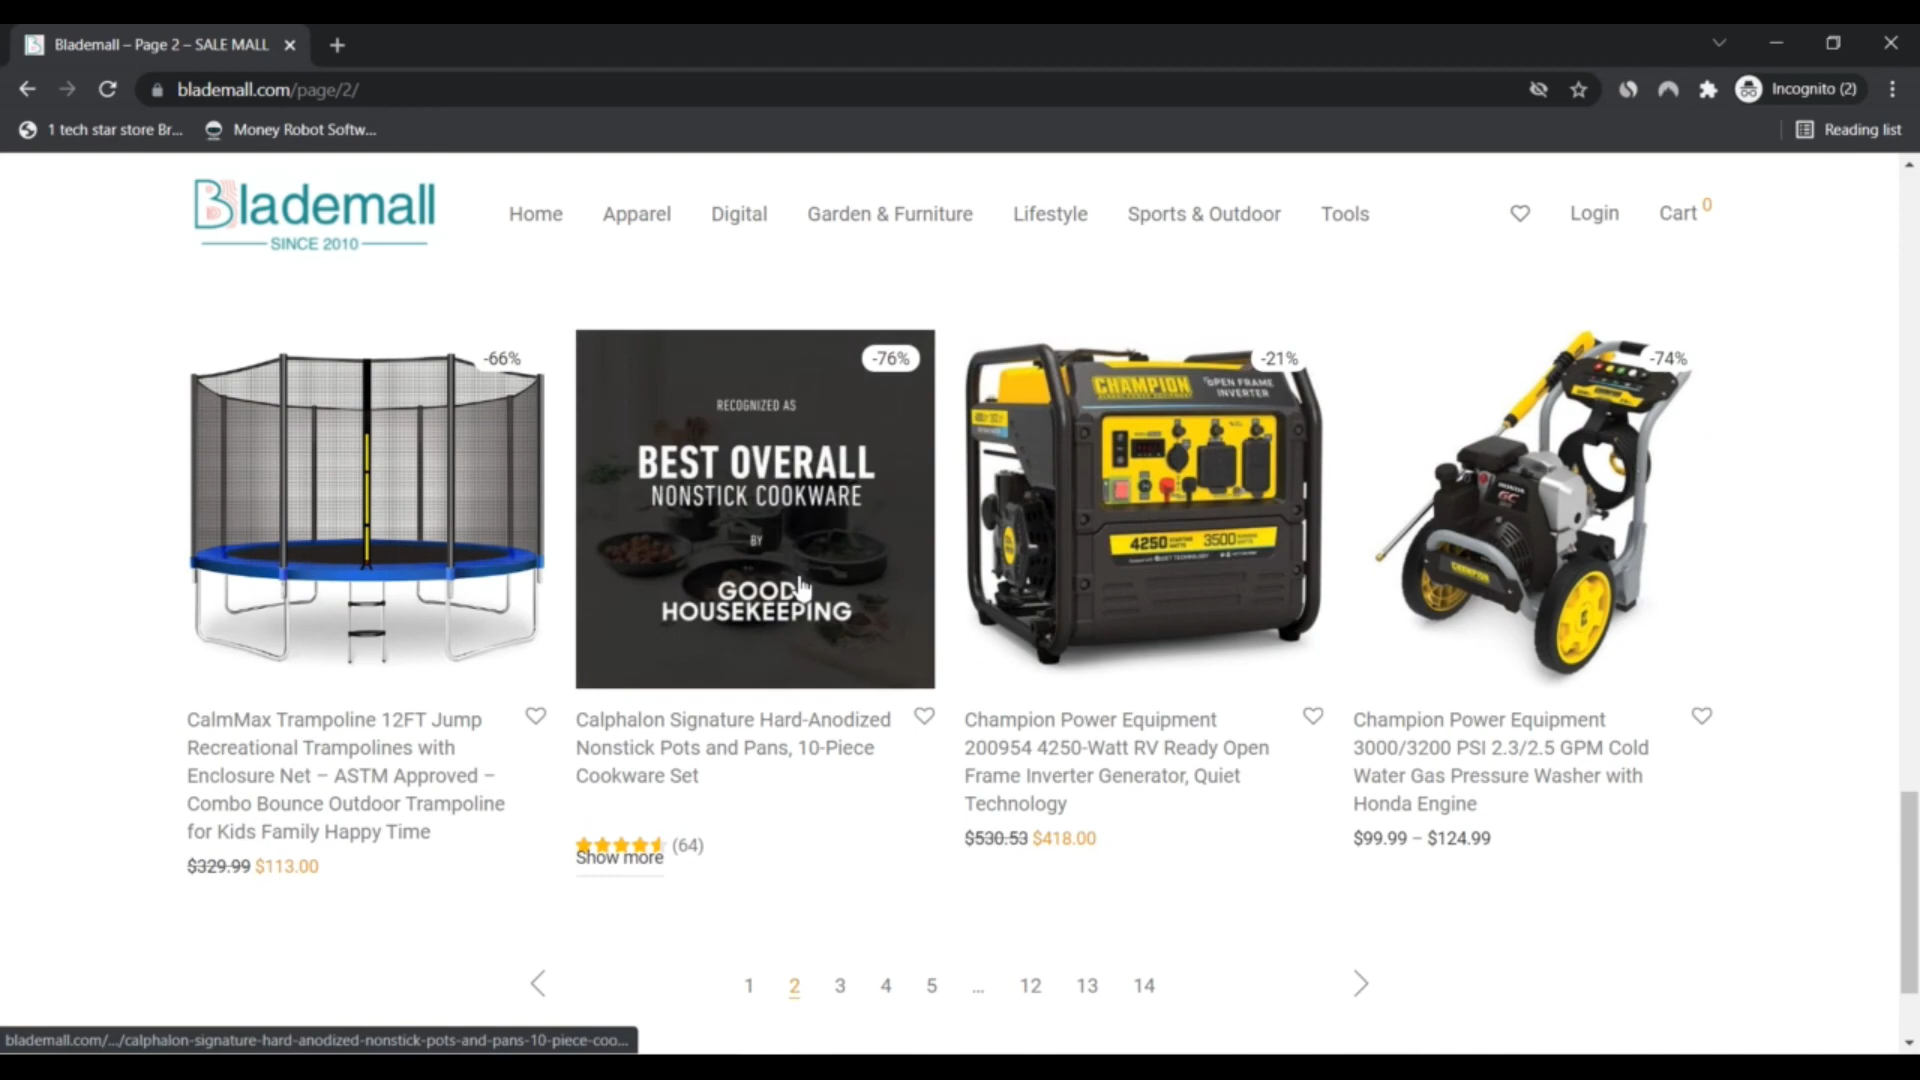 Blademall – Page 2 – SALE MALL
blademall.com/page/2/
Incognito (2)
1 tech star store Br...
Money Robot Softw...
Reading list
Blademall
SINCE 2010
Home
Apparel
Digital
Garden & Furniture
Lifestyle
Sports & Outdoor
Tools
Login
Cart 0
-66%
-76%
RECOGNIZED AS
BEST OVERALL
NONSTICK COOKWARE
BY
GOOD
HOUSEKEEPING
-21%
CHAMPION
OPEN FRAME
INVERTER
4250 STARTING WATTS 3500
-74%
HONDA
GC
CHAMPION
CalmMax Trampoline 12FT Jump
Recreational Trampolines with
Enclosure Net – ASTM Approved –
Combo Bounce Outdoor Trampoline
for Kids Family Happy Time
$329.99 $113.00
Calphalon Signature Hard-Anodized
Nonstick Pots and Pans, 10-Piece
Cookware Set
(64)
Show more
Champion Power Equipment
200954 4250-Watt RV Ready Open
Frame Inverter Generator, Quiet
Technology
$530.53 $418.00
Champion Power Equipment
3000/3200 PSI 2.3/2.5 GPM Cold
Water Gas Pressure Washer with
Honda Engine
$99.99 – $124.99
1 2 3 4 5 ... 12 13 14
blademall.com/.../calphalon-signature-hard-anodized-nonstick-pots-and-pans-10-piece-coo...